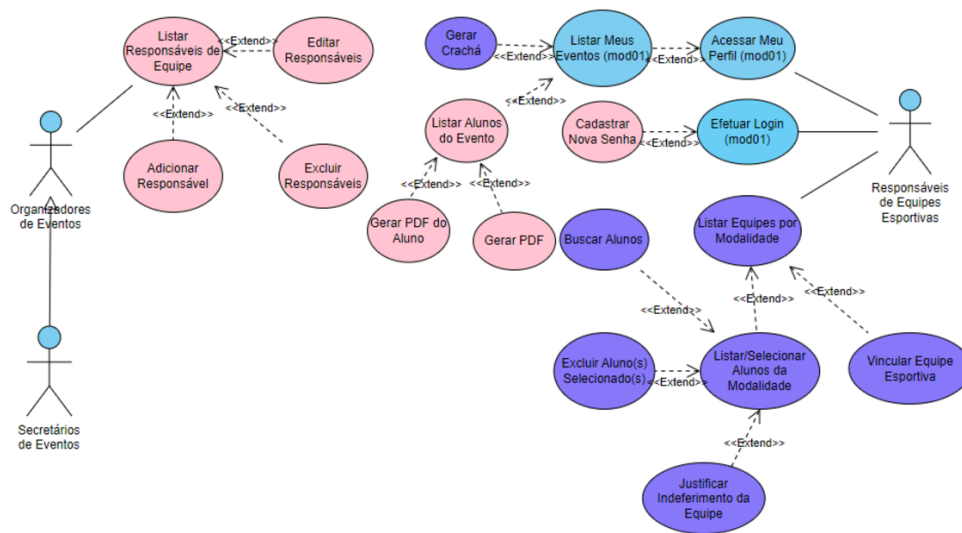 Listar
Responsáveis de
Equipe
<<Extend>>
Editar
Responsáveis
<<Extend>>
<<Extend>>
Adicionar
Responsável
Excluir
Responsáveis
Organizadores
de Eventos
Secretários
de Eventos
Gerar
Crachá
<<Extend>>
Listar Meus
Eventos (mod01)
<<Extend>>
Acessar Meu
Perfil (mod01)
<<Extend>>
Listar Alunos
do Evento
Cadastrar
Nova Senha
<<Extend>>
Efetuar Login
(mod01)
Responsáveis
de Equipes
Esportivas
<<Extend>>
<<Extend>>
Gerar PDF do
Aluno
Gerar PDF
Buscar Alunos
Listar Equipes por
Modalidade
<<Extend>>
<<Extend>>
<<Extend>>
Excluir Aluno(s)
Selecionado(s)
<<Extend>>
Listar/Selecionar
Alunos da
Modalidade
Vincular Equipe
Esportiva
<<Extend>>
Justificar
Indeferimento da
Equipe